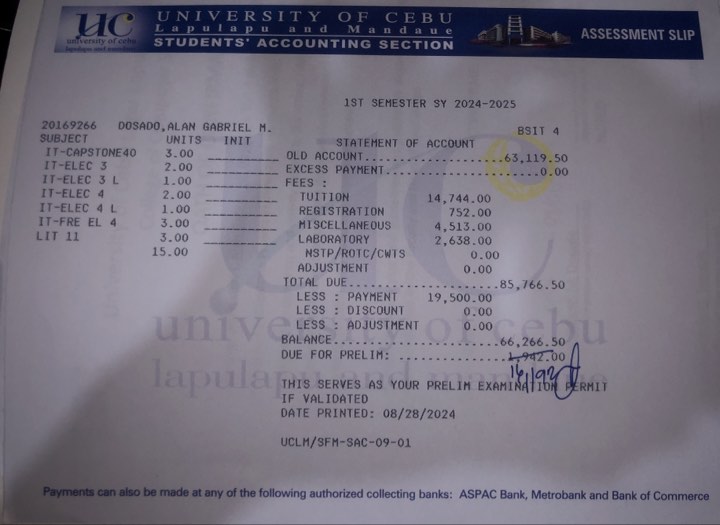 UC
university of cebu
lapulapu and mandaue
UNIVERSITY OF CEBU
Lapulapu and Mandaue
STUDENTS' ACCOUNTING SECTION
ASSESSMENT SLIP
1ST SEMESTER SY 2024-2025
20169266 DOSADO,ALAN GABRIEL M. BSIT 4
SUBJECT UNITS INIT
IT-CAPSTONE40 3.00
IT-ELEC 3 2.00
IT-ELEC 3 L 1.00
IT-ELEC 4 2.00
IT-ELEC 4 L 1.00
IT-FRE EL 4 3.00
LIT 11 3.00
15.00
STATEMENT OF ACCOUNT
OLD ACCOUNT..................63,119.50
EXCESS PAYMENT....................0.00
FEES :
TUITION 14,744.00
REGISTRATION 752.00
MISCELLANEOUS 4,513.00
LABORATORY 2,638.00
NSTP/ROTC/CWTS 0.00
ADJUSTMENT 0.00
TOTAL DUE....................85,766.50
LESS : PAYMENT 19,500.00
LESS : DISCOUNT 0.00
LESS : ADJUSTMENT 0.00
BALANCE......................66,266.50
DUE FOR PRELIM: ................942.00
THIS SERVES AS YOUR PRELIM EXAMINATION PERMIT
IF VALIDATED
DATE PRINTED: 08/28/2024
UCLM/SFM-SAC-09-01
university of cebu
lapulapu and mandaue
Payments can also be made at any of the following authorized collecting banks: ASPAC Bank, Metrobank and Bank of Commerce